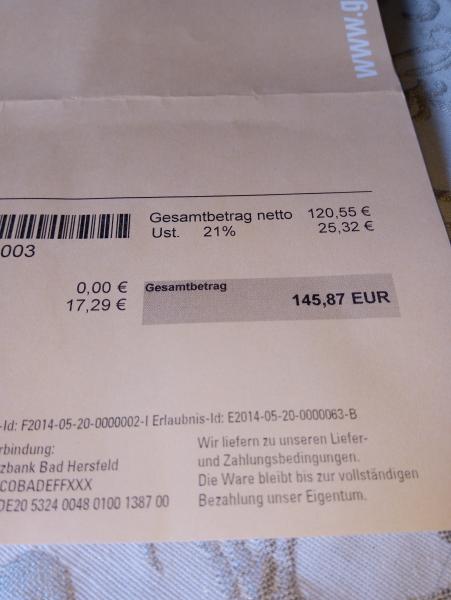 www.g
Gesamtbetrag netto 120,55 €
Ust. 21% 25,32 €
003
0,00 €
17,29 €
Gesamtbetrag
145,87 EUR
-Id: F2014-05-20-0000002-I Erlaubnis-Id: E2014-05-20-0000063-B
rbindung:
zbank Bad Hersfeld
COBADEFFXXX
DE20 5324 0048 0100 1387 00
Wir liefern zu unseren Liefer-
und Zahlungsbedingungen.
Die Ware bleibt bis zur vollständigen
Bezahlung unser Eigentum.